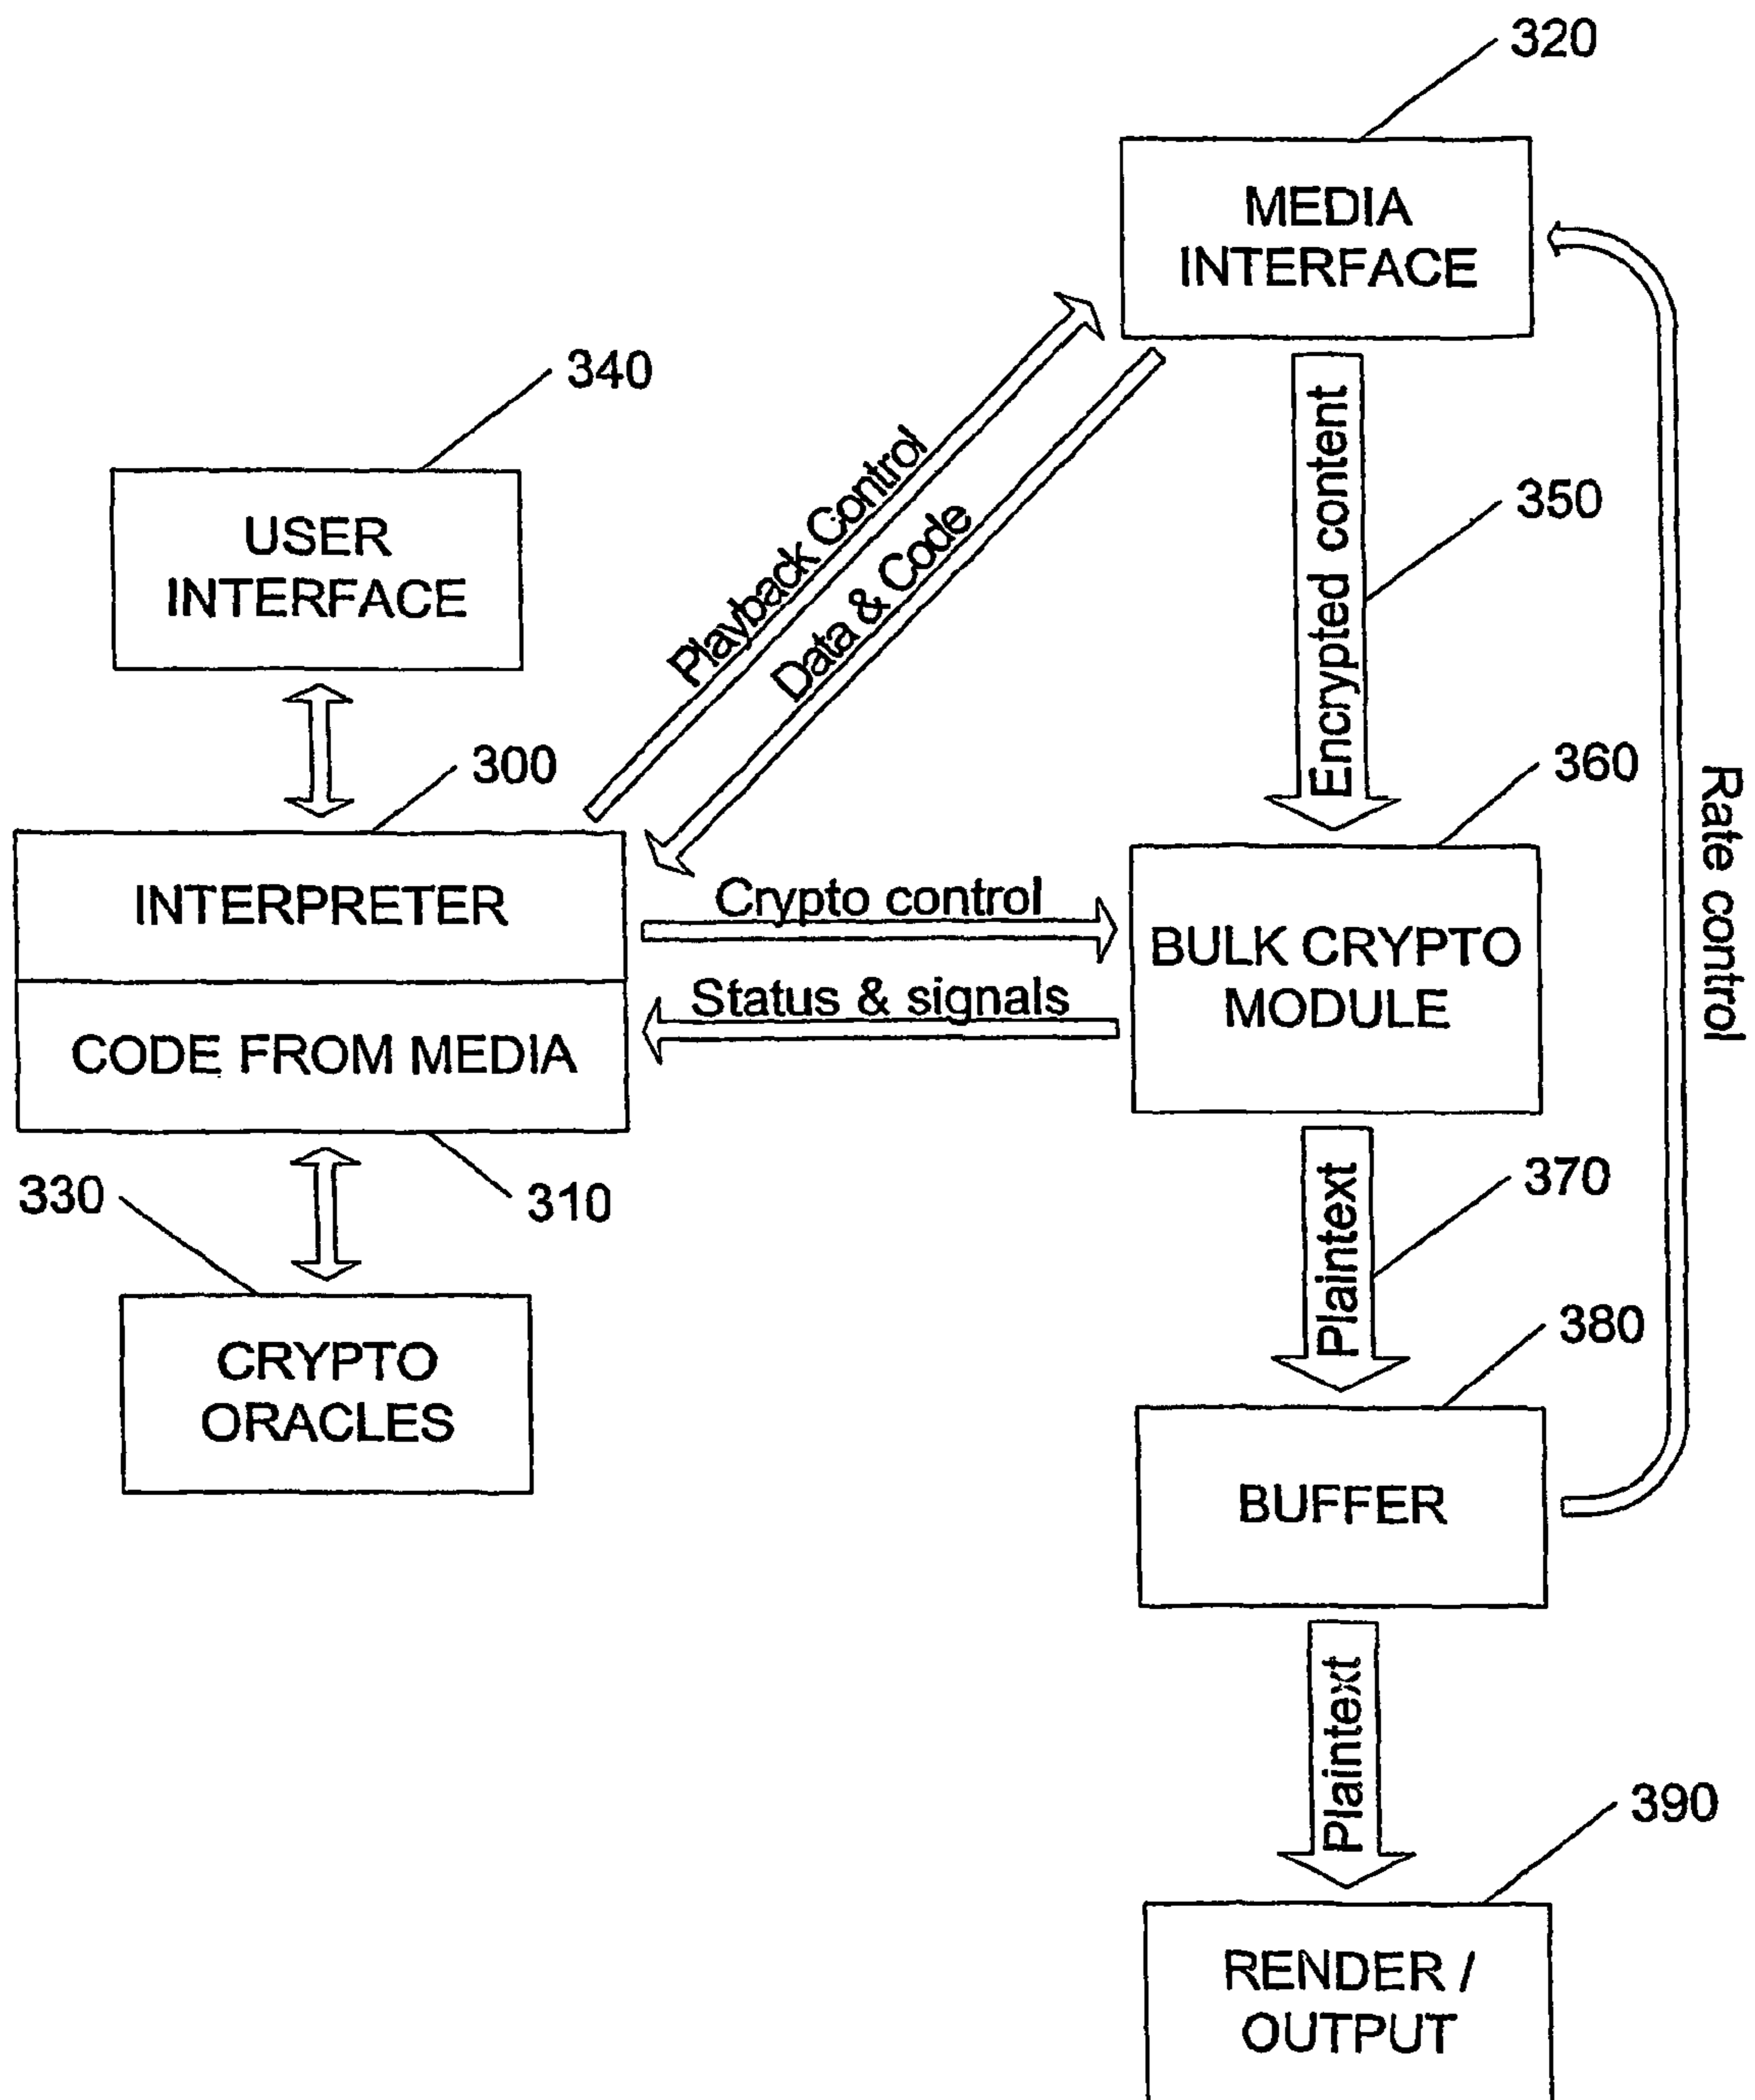 320
MEDIA
INTERFACE
340
USER
INTERFACE
Playback Control
Data & Code
Encrypted content
350
300
360
Rate control
INTERPRETER
Crypto control
BULK CRYPTO
MODULE
Status & signals
CODE FROM MEDIA
330
310
Plaintext
370
CRYPTO
ORACLES
380
BUFFER
Plaintext
390
RENDER /
OUTPUT